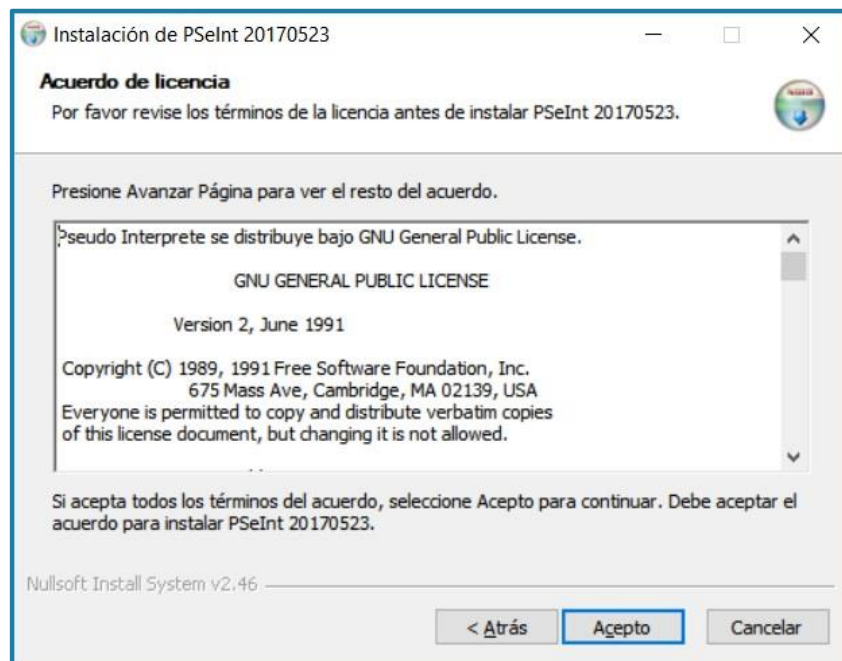 Instalación de PSeInt 20170523
Acuerdo de licencia
Por favor revise los términos de la licencia antes de instalar PSeInt 20170523.
Presione Avanzar Página para ver el resto del acuerdo.
Pseudo Interprete se distribuye bajo GNU General Public License.
GNU GENERAL PUBLIC LICENSE
Version 2, June 1991
Copyright (C) 1989, 1991 Free Software Foundation, Inc.
675 Mass Ave, Cambridge, MA 02139, USA
Everyone is permitted to copy and distribute verbatim copies
of this license document, but changing it is not allowed.
Si acepta todos los términos del acuerdo, seleccione Acepto para continuar. Debe aceptar el
acuerdo para instalar PSeInt 20170523.
Nullsoft Install System v2.46
< Atrás
Acepto
Cancelar